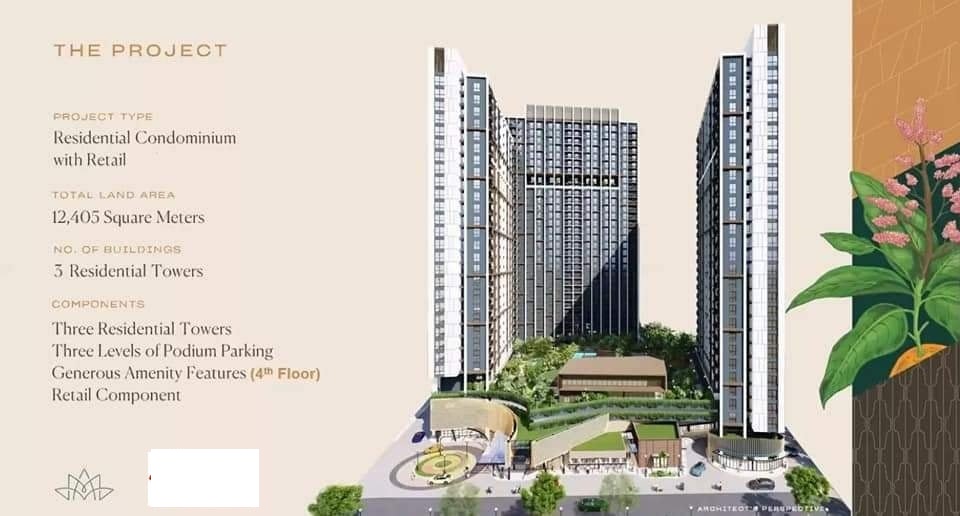 THE PROJECT
PROJECT TYPE
Residential Condominium
with Retail
TOTAL LAND AREA
12,403 Square Meters
NO. OF BUILDINGS
3 Residential Towers
COMPONENTS
Three Residential Towers
Three Levels of Podium Parking
Generous Amenity Features (4th Floor)
Retail Component
* ARCHITECT'S PERSPECTIVE